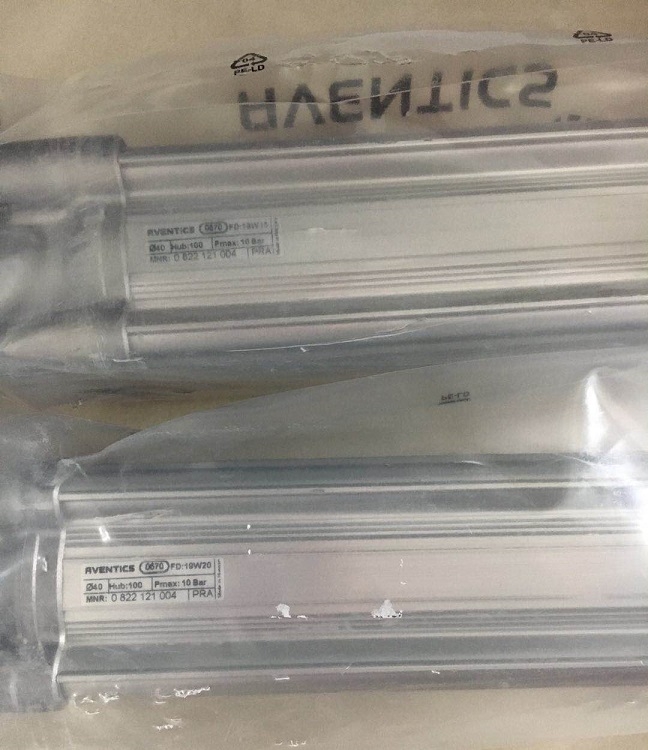 04
PE-LD
AVENTICS
AVENTICS 0670 FD:19W15
Ø40 Hub:100 Pmax: 10 Bar
MNR: 0 822 121 004 PRA
PE-LD
AVENTICS 0670 FD:19W20
Ø40 Hub:100 Pmax: 10 Bar
MNR: 0 822 121 004 PRA